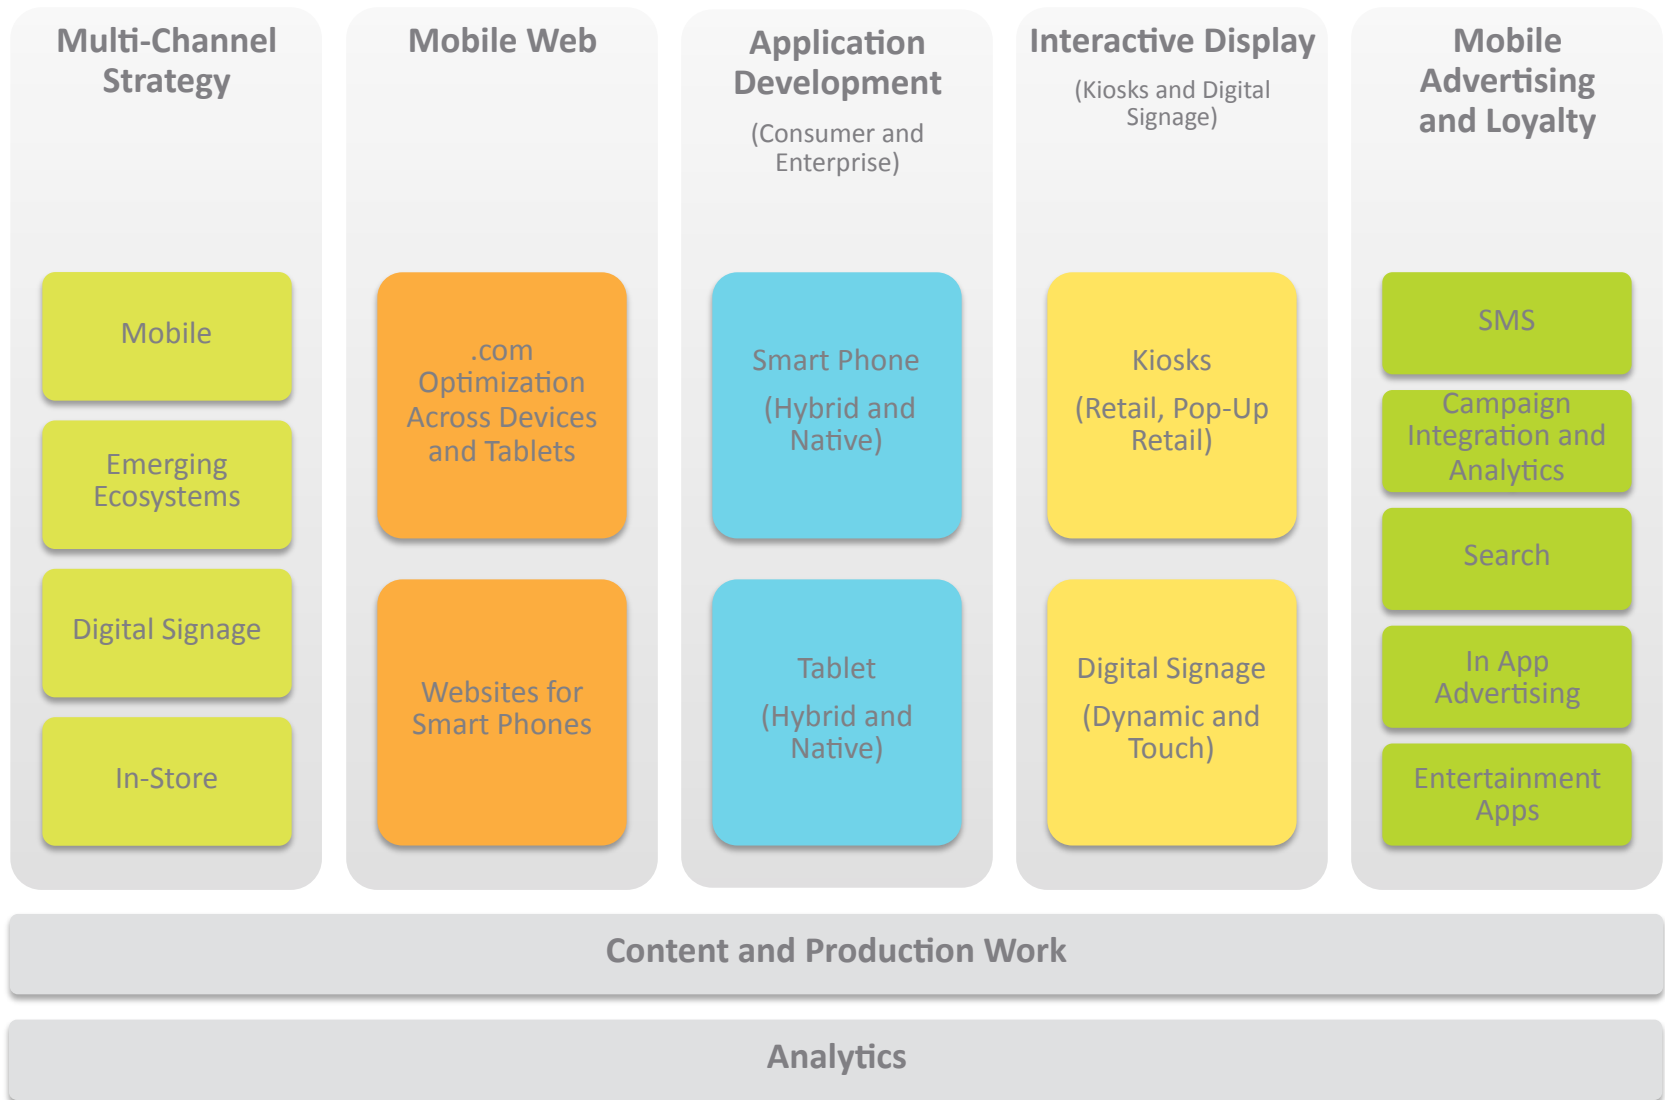 Multi-Channel
Strategy
Mobile
Emerging
Ecosystems
Digital Signage
In-Store
Mobile Web
.com
Optimization
Across Devices
and Tablets
Websites for
Smart Phones
Application
Development
(Consumer and
Enterprise)
Smart Phone
(Hybrid and
Native)
Tablet
(Hybrid and
Native)
Interactive Display
(Kiosks and Digital
Signage)
Kiosks
(Retail, Pop-Up
Retail)
Digital Signage
(Dynamic and
Touch)
Mobile
Advertising
and Loyalty
SMS
Campaign
Integration and
Analytics
Search
In App
Advertising
Entertainment
Apps
Content and Production Work
Analytics